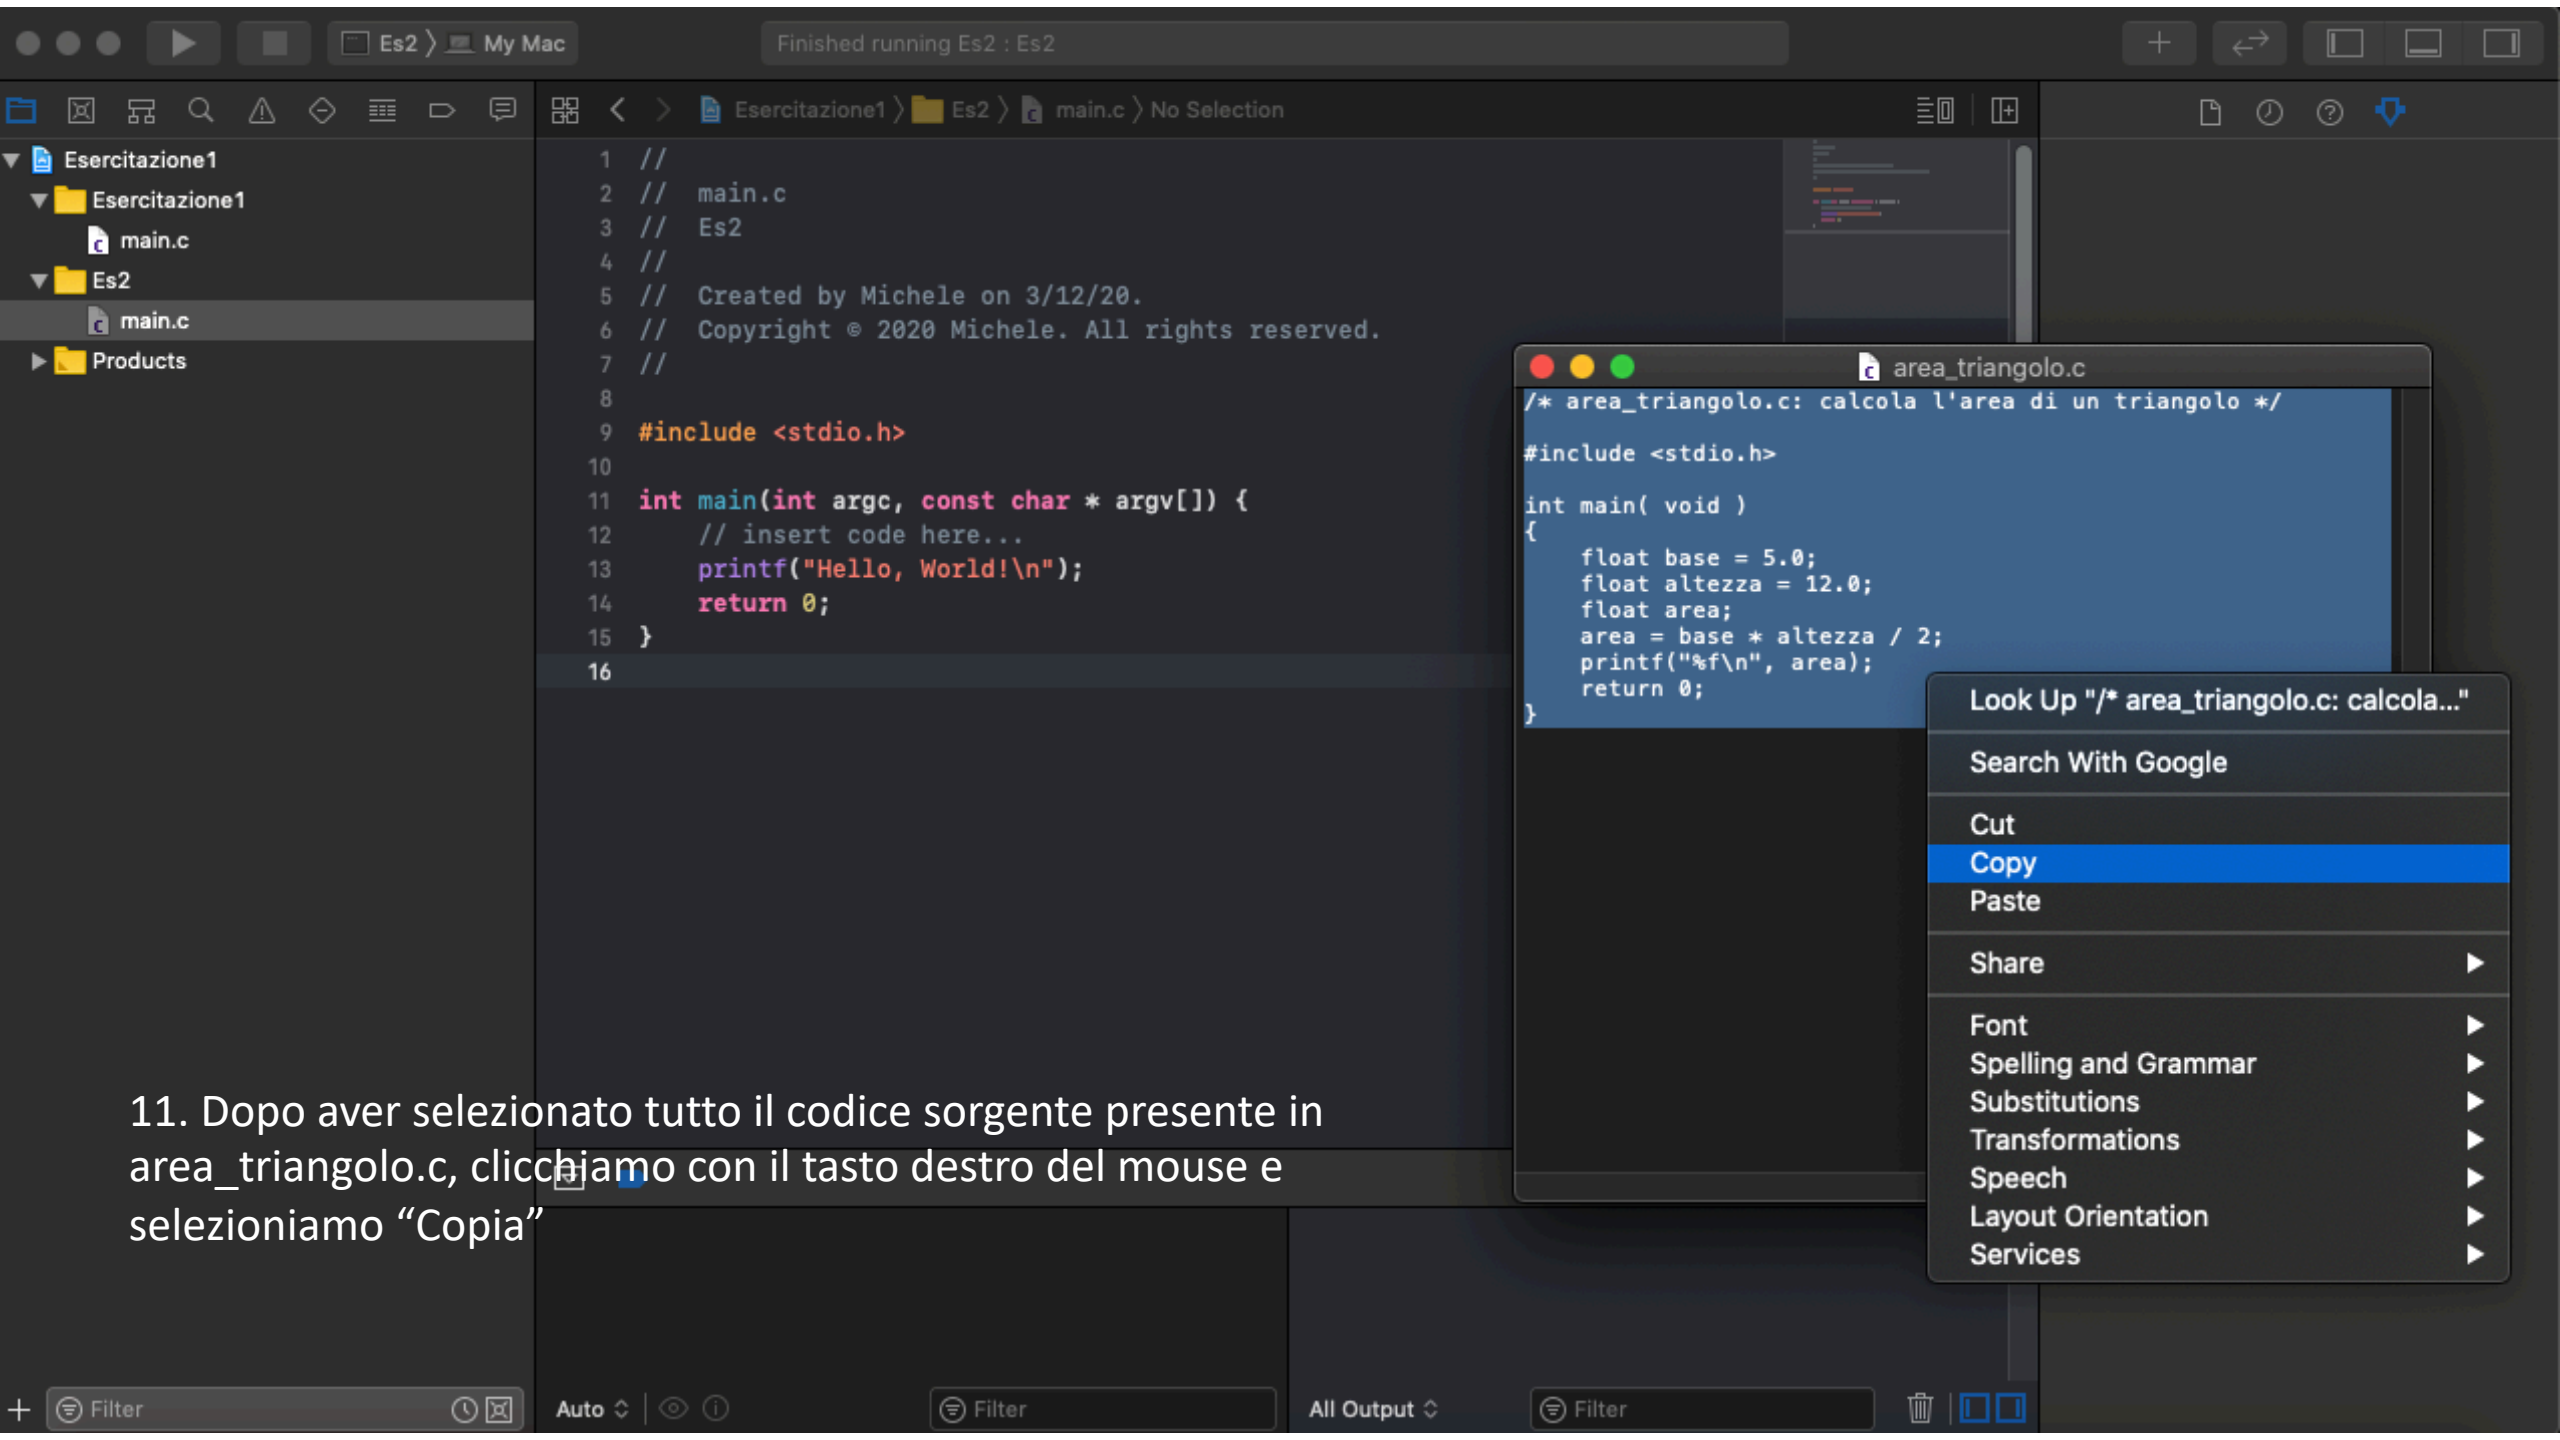 Es2 〉 My Mac
Finished running Es2 : Es2
Esercitazione1 〉 Es2 〉 main.c 〉 No Selection
Esercitazione1
Esercitazione1
main.c
Es2
main.c
Products
1 //
2 // main.c
3 // Es2
4 //
5 // Created by Michele on 3/12/20.
6 // Copyright © 2020 Michele. All rights reserved.
7 //
8
9 #include <stdio.h>
10
11 int main(int argc, const char * argv[]) {
12 // insert code here...
13 printf("Hello, World!\n");
14 return 0;
15 }
16
area_triangolo.c
/* area_triangolo.c: calcola l'area di un triangolo */
#include <stdio.h>
int main( void )
{
float base = 5.0;
float altezza = 12.0;
float area;
area = base * altezza / 2;
printf("%f\n", area);
return 0;
}
Look Up "/* area_triangolo.c: calcola..."
Search With Google
Cut
Copy
Paste
Share
Font
Spelling and Grammar
Substitutions
Transformations
Speech
Layout Orientation
Services
11. Dopo aver selezionato tutto il codice sorgente presente in
area_triangolo.c, clicchiamo con il tasto destro del mouse e
selezioniamo “Copia”
Filter
Auto
Filter
All Output
Filter